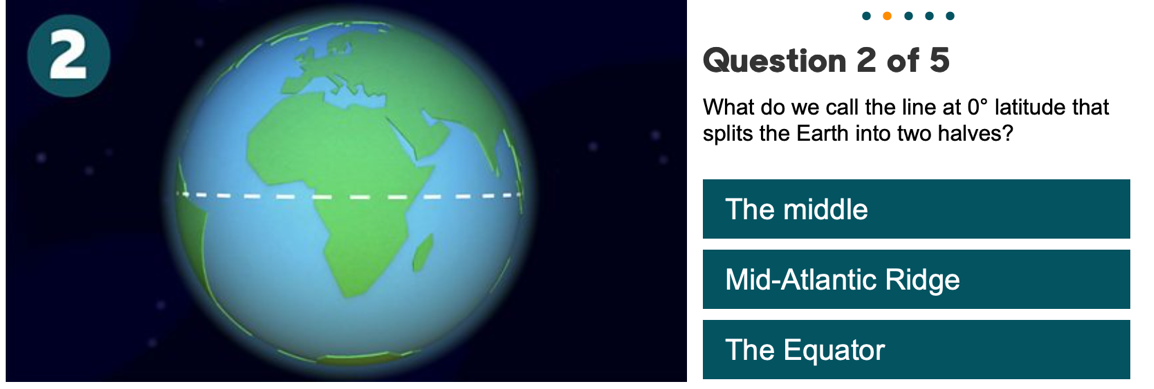 2
Question 2 of 5
What do we call the line at 0° latitude that
splits the Earth into two halves?
The middle
Mid-Atlantic Ridge
The Equator